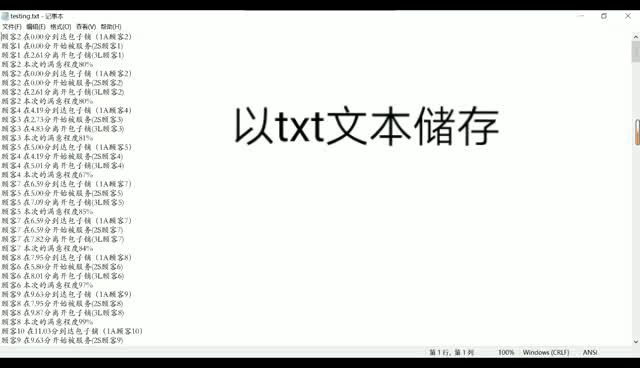 testing.txt - 记事本
文件(F) 编辑(E) 格式(O) 查看(V) 帮助(H)
顾客2 在0.00分到达包子铺（1A顾客2）
顾客1 在0.00分开始被服务(2S顾客1)
顾客1 在2.61分离开包子铺(3L顾客1)
顾客2 本次的满意程度80%
顾客2 在0.00分到达包子铺（1A顾客2）
顾客2 在0.00分开始被服务(2S顾客2)
顾客2 在2.61分离开包子铺(3L顾客2)
顾客2 本次的满意程度80%
顾客4 在4.19分到达包子铺（1A顾客4）
顾客3 在2.73分开始被服务(2S顾客3)
顾客3 在4.83分离开包子铺(3L顾客3)
顾客3 本次的满意程度81%
顾客5 在5.00分到达包子铺（1A顾客5）
顾客4 在4.19分开始被服务(2S顾客4)
顾客4 在5.01分离开包子铺(3L顾客4)
顾客4 本次的满意程度67%
顾客7 在6.59分到达包子铺（1A顾客7）
顾客5 在5.00分开始被服务(2S顾客5)
顾客5 在7.09分离开包子铺(3L顾客5)
顾客5 本次的满意程度85%
顾客7 在6.59分到达包子铺（1A顾客7）
顾客7 在6.59分开始被服务(2S顾客7)
顾客7 在7.82分离开包子铺(3L顾客7)
顾客7 本次的满意程度84%
顾客8 在7.95分到达包子铺（1A顾客8）
顾客6 在5.80分开始被服务(2S顾客6)
顾客6 在8.01分离开包子铺(3L顾客6)
顾客6 本次的满意程度97%
顾客9 在9.63分到达包子铺（1A顾客9）
顾客8 在7.95分开始被服务(2S顾客8)
顾客8 在9.87分离开包子铺(3L顾客8)
顾客8 本次的满意程度99%
顾客10 在11.03分到达包子铺（1A顾客10）
顾客9 在9.63分开始被服务(2S顾客9)
以txt文本储存
第 1 行，第 1 列 100% Windows (CRLF) ANSI